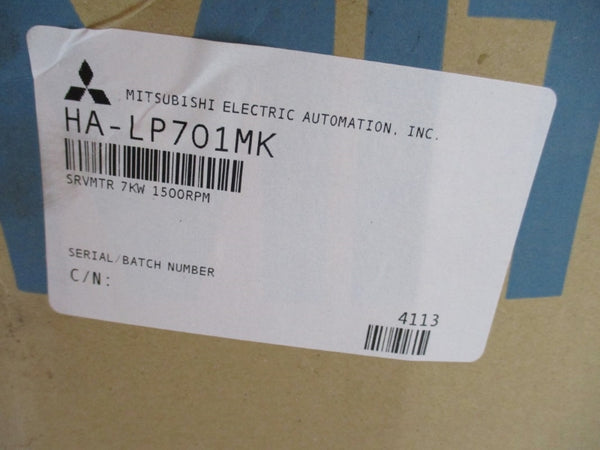 MITSUBISHI ELECTRIC AUTOMATION, INC.
HA-LP701MK
SRVMTR 7KW 1500RPM
SERIAL/BATCH NUMBER
C/N:
4113